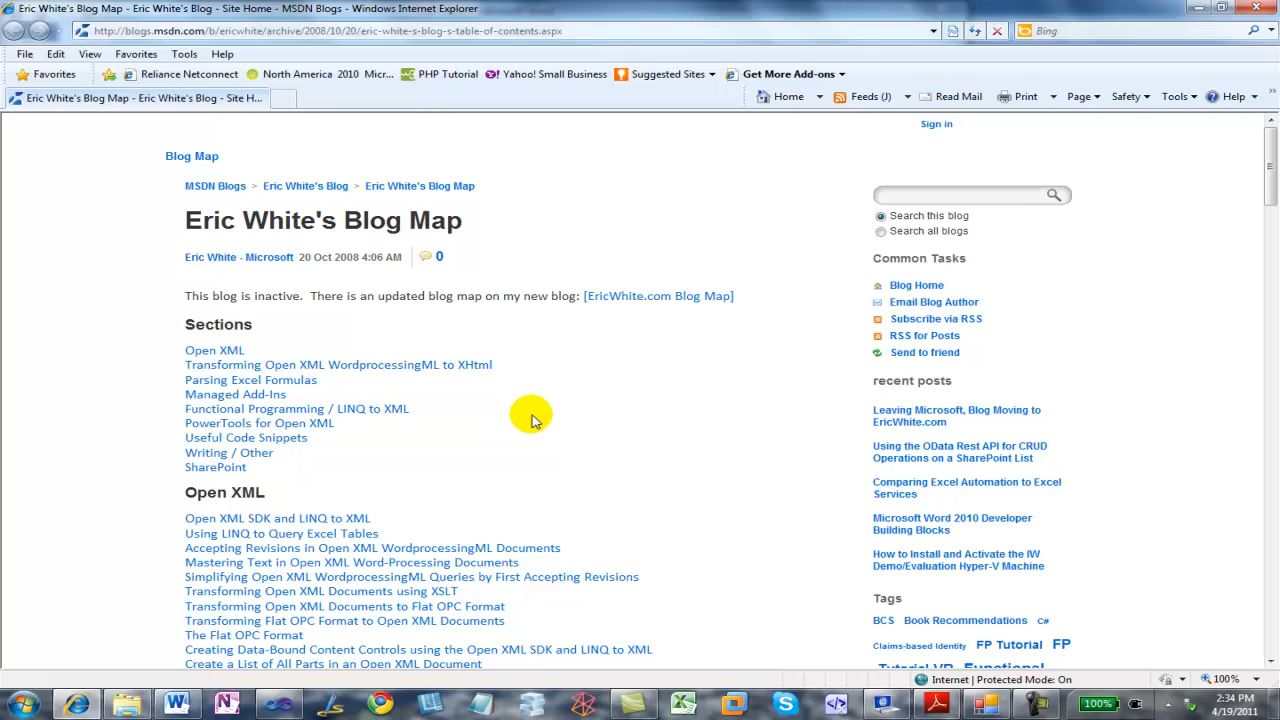 Eric White's Blog Map - Eric White's Blog - Site Home - MSDN Blogs - Windows Internet Explorer
http://blogs.msdn.com/b/ericwhite/archive/2008/10/20/eric-white-s-blog-s-table-of-contents.aspx
Bing
File Edit View Favorites Tools Help
Favorites Reliance Netconnect North America 2010 Micr... PHP Tutorial Yahoo! Small Business Suggested Sites Get More Add-ons
Eric White's Blog Map - Eric White's Blog - Site H...
Home Feeds (J) Read Mail Print Page Safety Tools Help
Sign in
Blog Map
MSDN Blogs > Eric White's Blog > Eric White's Blog Map
Eric White's Blog Map
Eric White - Microsoft 20 Oct 2008 4:06 AM 0
This blog is inactive. There is an updated blog map on my new blog: [EricWhite.com Blog Map]
Sections
Open XML
Transforming Open XML WordprocessingML to XHtml
Parsing Excel Formulas
Managed Add-Ins
Functional Programming / LINQ to XML
PowerTools for Open XML
Useful Code Snippets
Writing / Other
SharePoint
Open XML
Open XML SDK and LINQ to XML
Using LINQ to Query Excel Tables
Accepting Revisions in Open XML WordprocessingML Documents
Mastering Text in Open XML Word-Processing Documents
Simplifying Open XML WordprocessingML Queries by First Accepting Revisions
Transforming Open XML Documents using XSLT
Transforming Open XML Documents to Flat OPC Format
Transforming Flat OPC Format to Open XML Documents
The Flat OPC Format
Creating Data-Bound Content Controls using the Open XML SDK and LINQ to XML
Create a List of All Parts in an Open XML Document
Search this blog
Search all blogs
Common Tasks
Blog Home
Email Blog Author
Subscribe via RSS
RSS for Posts
Send to friend
recent posts
Leaving Microsoft, Blog Moving to
EricWhite.com
Using the OData Rest API for CRUD
Operations on a SharePoint List
Comparing Excel Automation to Excel
Services
Microsoft Word 2010 Developer
Building Blocks
How to Install and Activate the IW
Demo/Evaluation Hyper-V Machine
Tags
BCS Book Recommendations C#
Claims-based Identity FP Tutorial FP
Tutorial VB Functional
Internet | Protected Mode: On 100%
100% 2:34 PM
4/19/2011